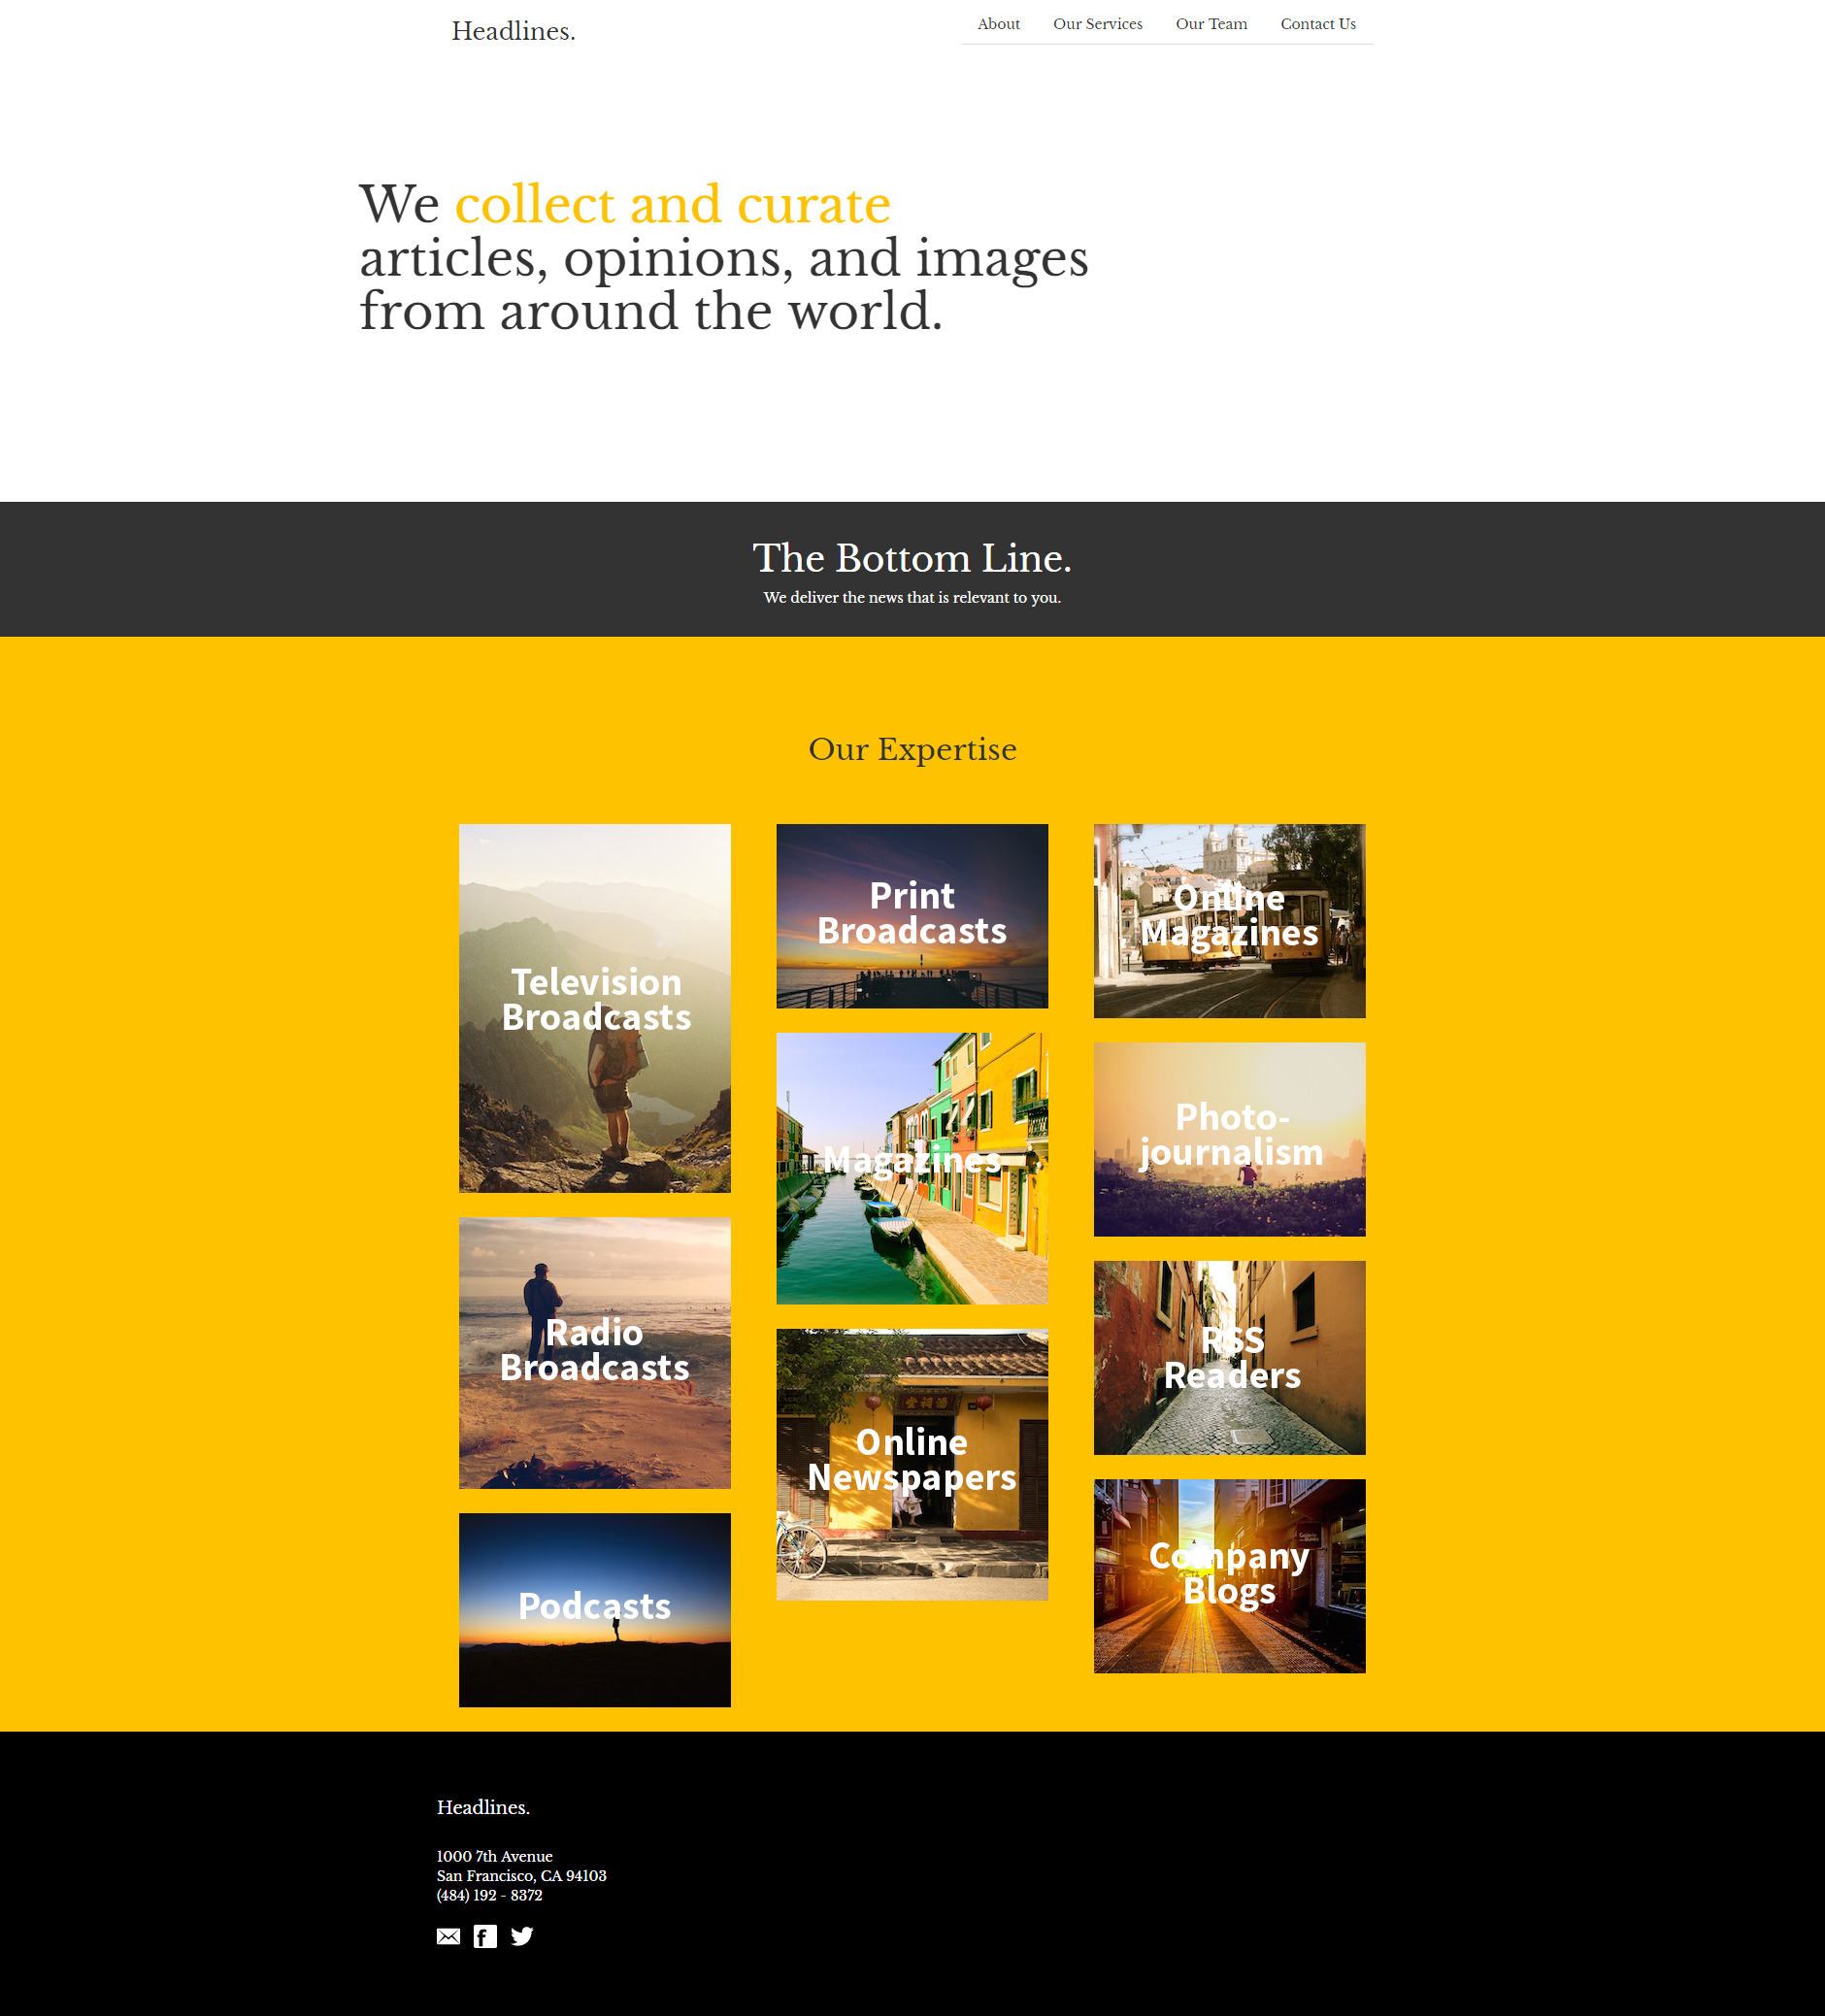 Headlines.
About
Our Services
Our Team
Contact Us
We collect and curate
articles, opinions, and images
from around the world.
The Bottom Line.
We deliver the news that is relevant to you.
Our Expertise
Television
Broadcasts
Radio
Broadcasts
Podcasts
Print
Broadcasts
Magazines
Online
Newspapers
Online
Magazines
Photo-
journalism
RSS
Readers
Company
Blogs
Headlines.
1000 7th Avenue
San Francisco, CA 94103
(484) 192 - 8372